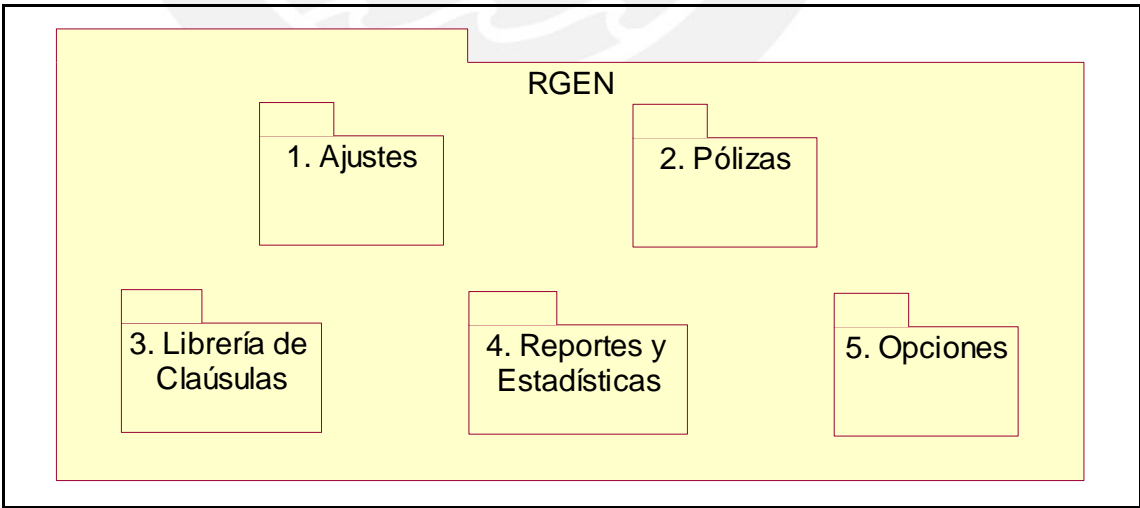 RGEN
1. Ajustes
2. Pólizas
3. Librería de
Claúsulas
4. Reportes y
Estadísticas
5. Opciones